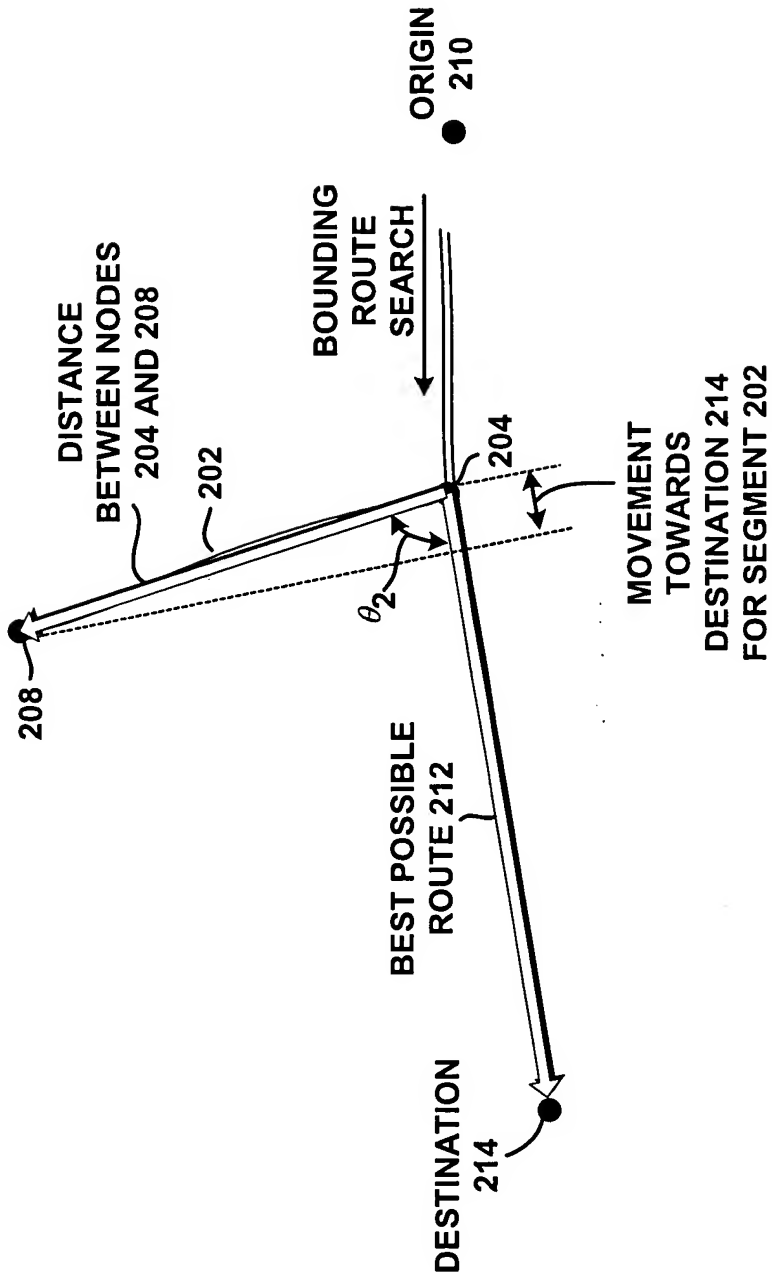 DISTANCE
BETWEEN NODES
204 AND 208
202
208
BOUNDING
ROUTE
SEARCH
ORIGIN
210
θ2
204
BEST POSSIBLE
ROUTE 212
MOVEMENT
TOWARDS
DESTINATION 214
FOR SEGMENT 202
DESTINATION
214